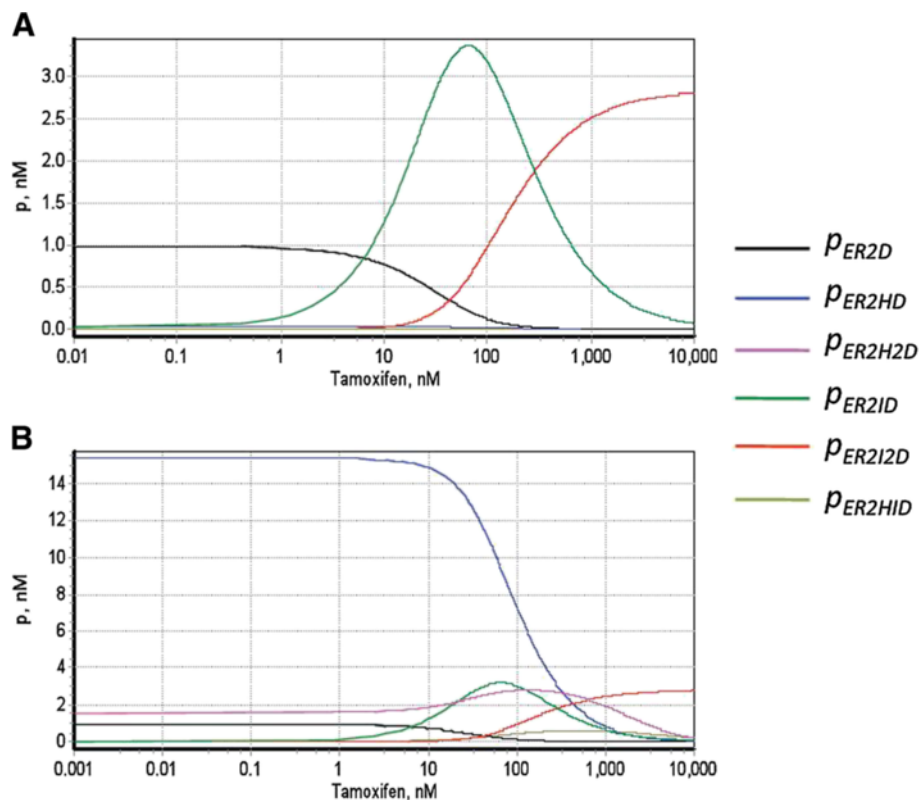 A
p, nM
3.0
2.5
2.0
1.5
1.0
0.5
0.0
0.01 0.1 1 10 100 1,000 10,000
Tamoxifen, nM
B
p, nM
14
12
10
8
6
4
2
0
0.001 0.01 0.1 1 10 100 1,000 10,000
Tamoxifen, nM
pER2D
pER2HD
pER2H2D
pER2ID
pER2I2D
pER2HID